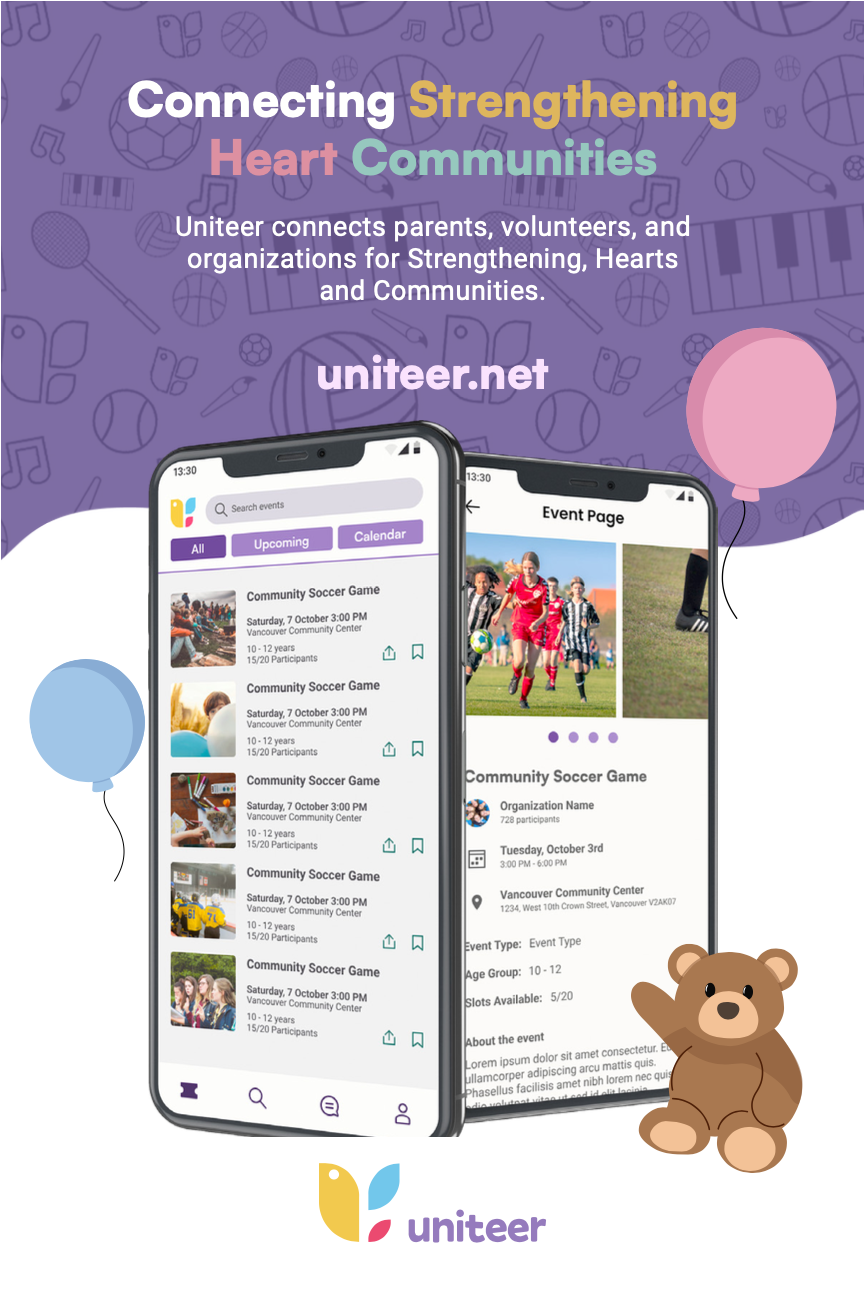 Connecting Strengthening
Heart Communities
Uniteer connects parents, volunteers, and
organizations for Strengthening, Hearts
and Communities.
uniteer.net
13:30
Search events
All
Upcoming
Calendar
Community Soccer Game
Saturday, 7 October 3:00 PM
Vancouver Community Center
10 - 12 years
15/20 Participants
Community Soccer Game
Saturday, 7 October 3:00 PM
Vancouver Community Center
10 - 12 years
15/20 Participants
Community Soccer Game
Saturday, 7 October 3:00 PM
Vancouver Community Center
10 - 12 years
15/20 Participants
Community Soccer Game
Saturday, 7 October 3:00 PM
Vancouver Community Center
10 - 12 years
15/20 Participants
Community Soccer Game
Saturday, 7 October 3:00 PM
Vancouver Community Center
10 - 12 years
15/20 Participants
13:30
Event Page
Community Soccer Game
Organization Name
728 participants
Tuesday, October 3rd
3:00 PM - 6:00 PM
Vancouver Community Center
1234, West 10th Crown Street, Vancouver V2AK07
Event Type: Event Type
Age Group: 10 - 12
Slots Available: 5/20
About the event
Lorem ipsum dolor sit amet consectetur.
ullamcorper adipiscing arcu mattis quis.
Phasellus facilisis amet nibh lorem nec quis
uniteer